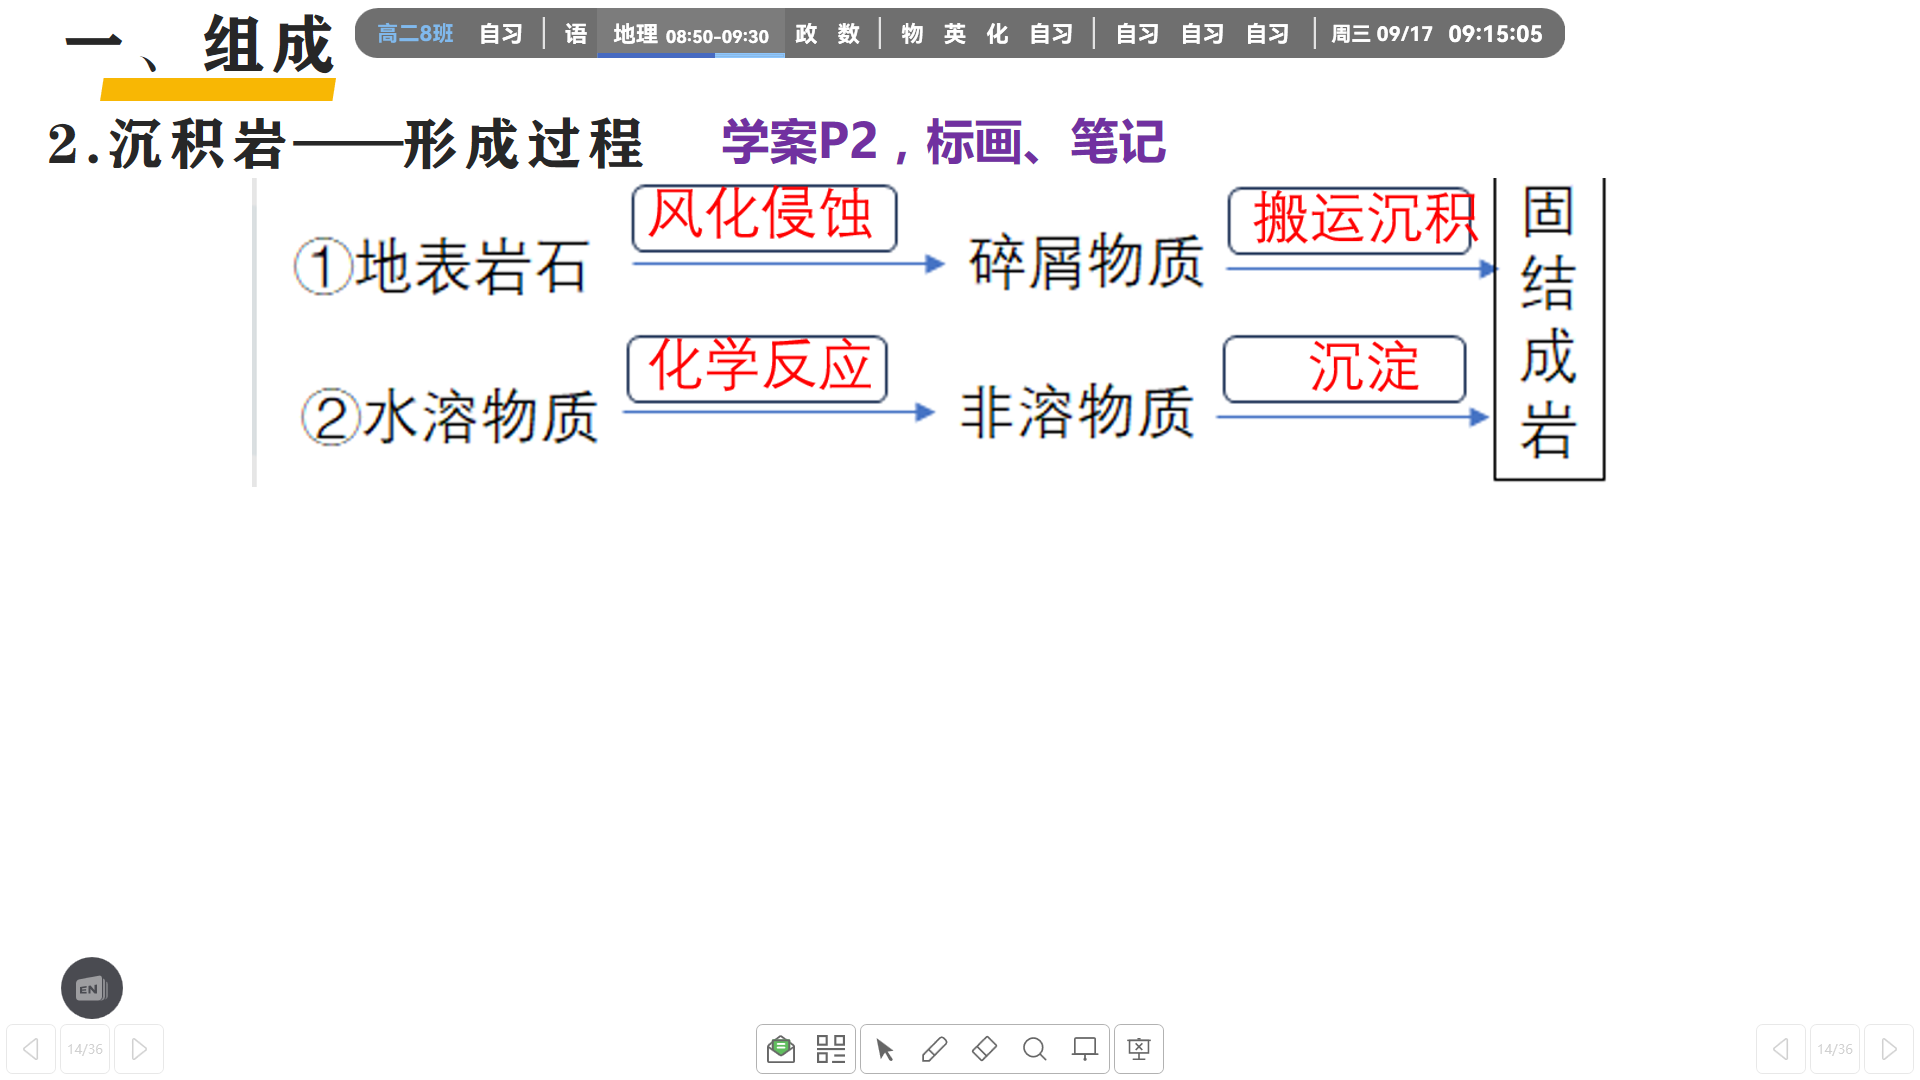 一、组成
高二8班 自习 语 地理 08:50-09:30 政 数 物 英 化 自习 自习 自习 自习 周三 09/17 09:15:05
2.沉积岩——形成过程 学案P2，标画、笔记
风化侵蚀 搬运沉积
①地表岩石 碎屑物质
化学反应 沉淀
②水溶物质 非溶物质
固结成岩
EN
14/36 14/36